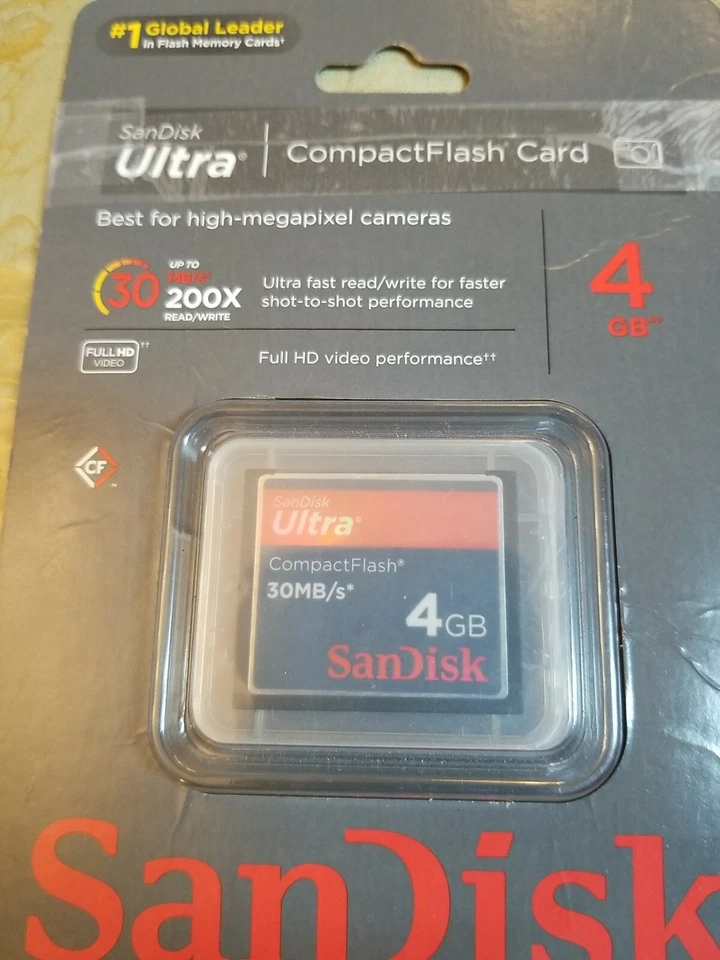 #1 Global Leader
In Flash Memory Cards†
SanDisk
Ultra® | CompactFlash® Card
Best for high-megapixel cameras
30 UP TO
MB/s*
200X
READ/WRITE
Ultra fast read/write for faster
shot-to-shot performance
4
GB**
FULL HD
VIDEO ††
Full HD video performance††
CF™
SanDisk
Ultra®
CompactFlash®
30MB/s*
4GB
SanDisk
SanDisk